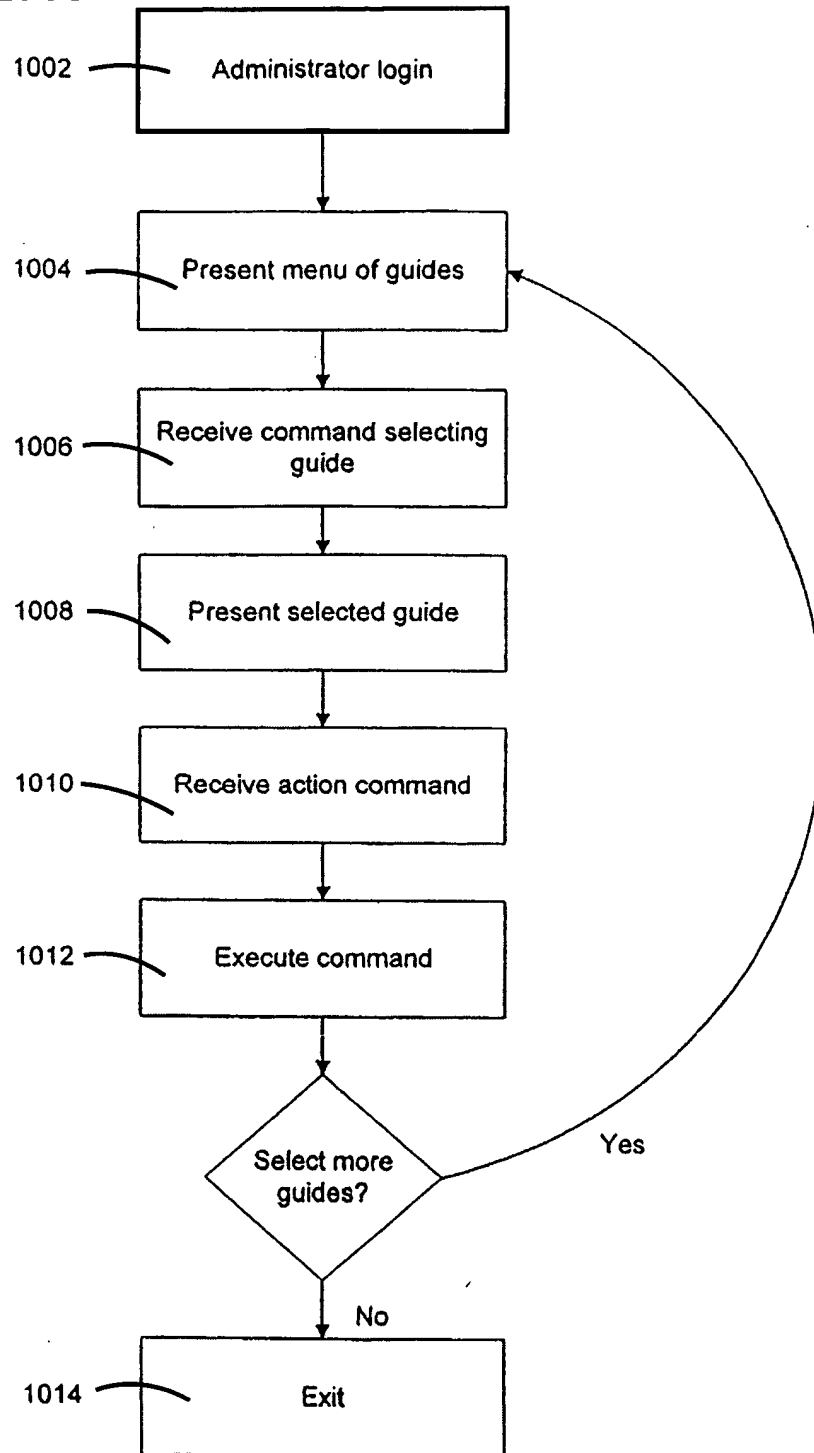 1002
Administrator login
1004
Present menu of guides
1006
Receive command selecting
guide
1008
Present selected guide
1010
Receive action command
1012
Execute command
Select more
guides?
Yes
No
1014
Exit